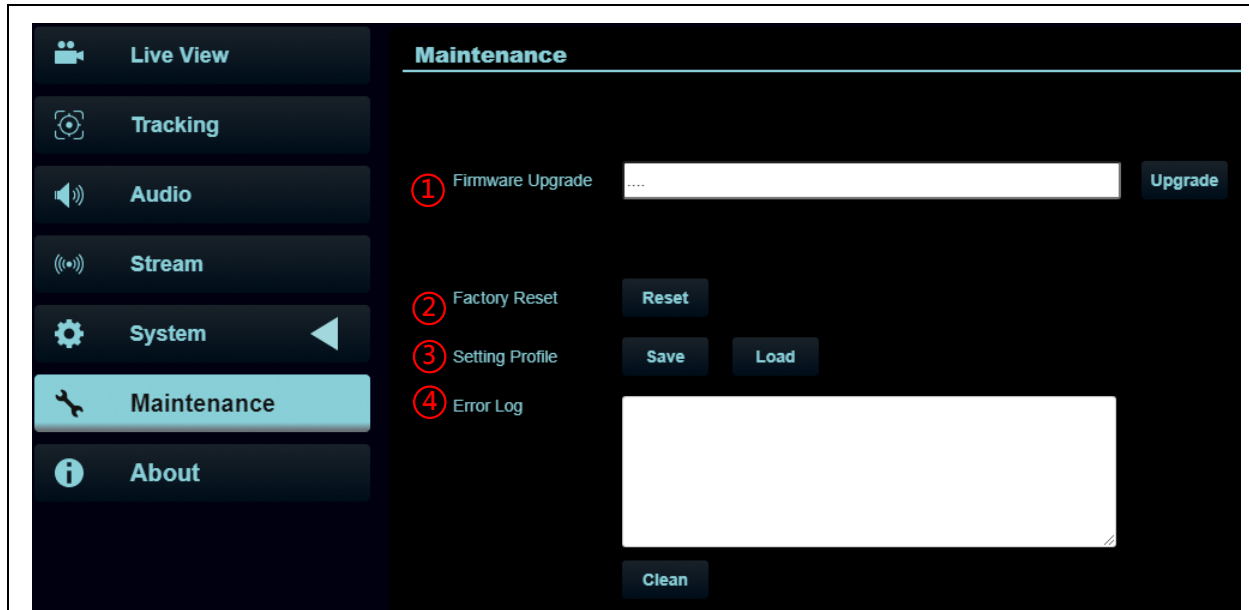 Live View
Tracking
Audio
Stream
System
Maintenance
About
Maintenance
① Firmware Upgrade .... Upgrade
② Factory Reset Reset
③ Setting Profile Save Load
④ Error Log
Clean